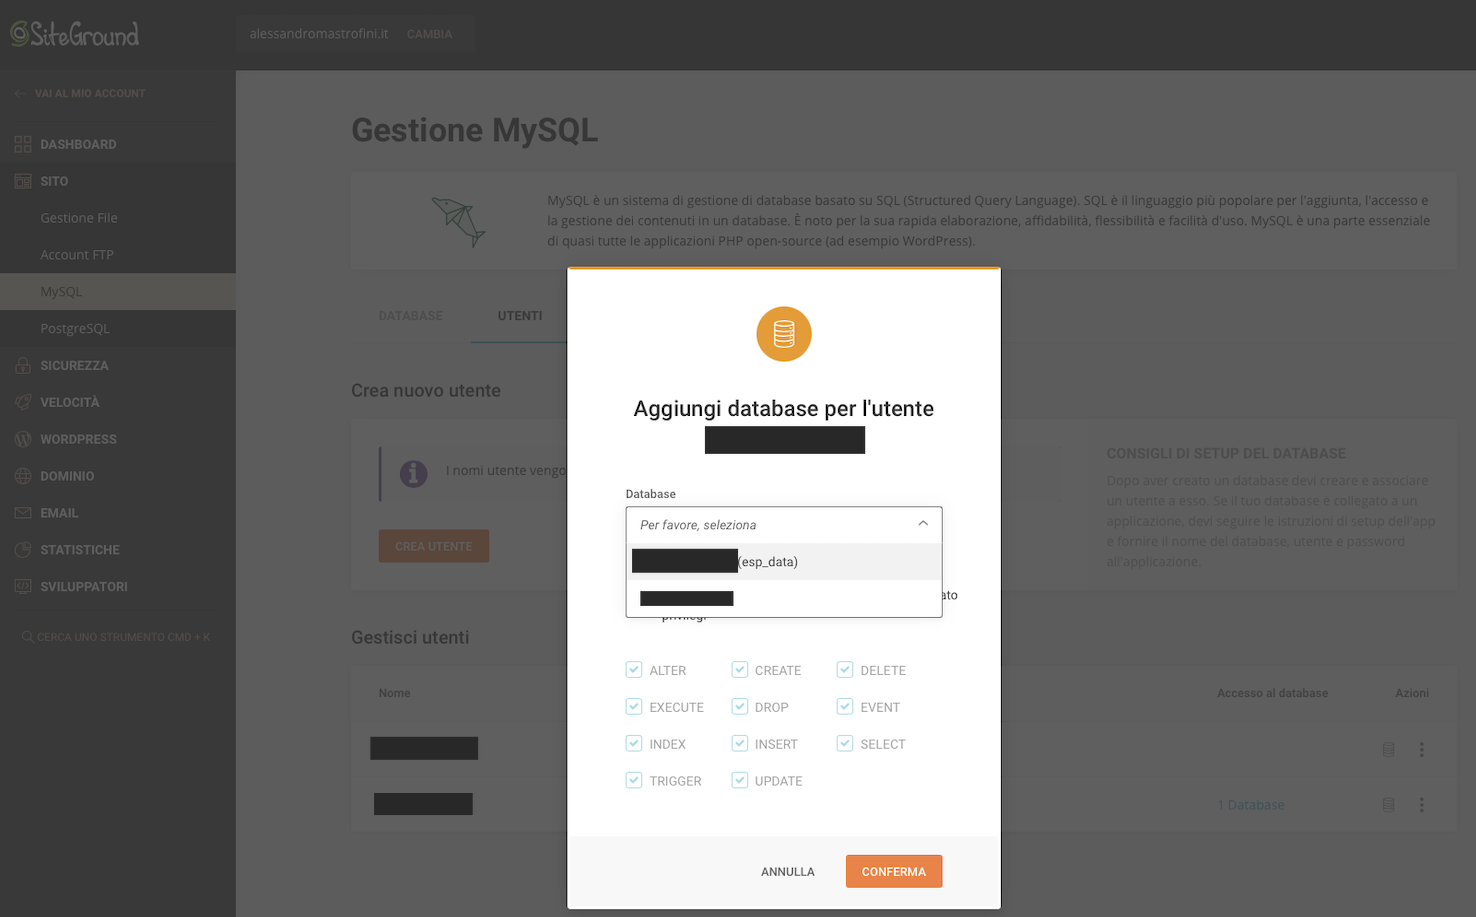 SiteGround
alessandromastrofini.it CAMBIA
VAI AL MIO ACCOUNT
DASHBOARD
SITO
Gestione File
Account FTP
MySQL
PostgreSQL
SICUREZZA
VELOCITÀ
WORDPRESS
DOMINIO
EMAIL
STATISTICHE
SVILUPPATORI
CERCA UNO STRUMENTO CMD + K
Gestione MySQL
MySQL è un sistema di gestione di database basato su SQL (Structured Query Language). SQL è il linguaggio più popolare per l'aggiunta, l'accesso e
la gestione dei contenuti in un database. È noto per la sua rapida elaborazione, affidabilità, flessibilità e facilità d'uso. MySQL è una parte essenziale
di quasi tutte le applicazioni PHP open-source (ad esempio WordPress).
DATABASE UTENTI
Crea nuovo utente
I nomi utente vengo
CREA UTENTE
CONSIGLI DI SETUP DEL DATABASE
Dopo aver creato un database devi creare e associare
un utente a esso. Se il tuo database è collegato a un
applicazione, devi seguire le istruzioni di setup dell'app
e fornire il nome del database, utente e password
all'applicazione.
Gestisci utenti
Nome Accesso al database Azioni
1 Database
Aggiungi database per l'utente
Database
Per favore, seleziona
(esp_data)
ato
privilegi
ALTER CREATE DELETE
EXECUTE DROP EVENT
INDEX INSERT SELECT
TRIGGER UPDATE
ANNULLA CONFERMA